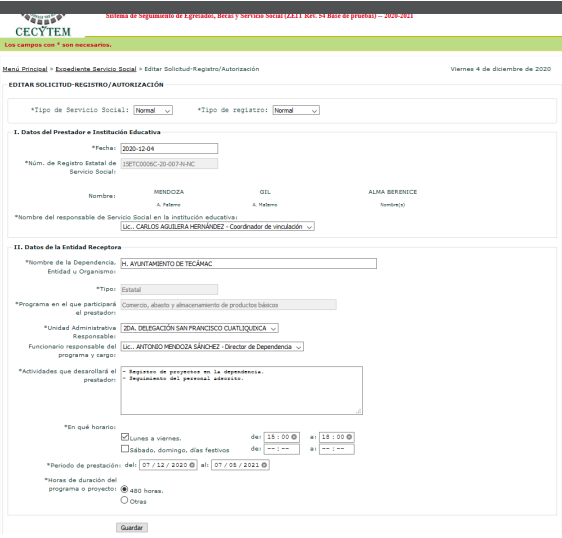 Sistema de Seguimiento de Egresados, Becas y Servicio Social (ZEIT Rev. 54 Base de pruebas) -- 2020-2021
CECYTEM
Los campos con * son necesarios.
Menú Principal » Expediente Servicio Social » Editar Solicitud-Registro/Autorización
Viernes 4 de diciembre de 2020
EDITAR SOLICITUD-REGISTRO/AUTORIZACIÓN
*Tipo de Servicio Social: Normal *Tipo de registro: Normal
I. Datos del Prestador e Institución Educativa
*Fecha: 2020-12-04
*Núm. de Registro Estatal de Servicio Social: 15ETC0006C-20-007-N-NC
Nombre: MENDOZA GIL ALMA BERENICE
A. Paterno A. Materno Nombre(s)
*Nombre del responsable de Servicio Social en la institución educativa:
Lic.. CARLOS AGUILERA HERNÁNDEZ - Coordinador de vinculación
II. Datos de la Entidad Receptora
*Nombre de la Dependencia, Entidad u Organismo: H. AYUNTAMIENTO DE TECÁMAC
*Tipo: Estatal
*Programa en el que participará el prestador: Comercio, abasto y almacenamiento de productos básicos
*Unidad Administrativa Responsable: 2DA. DELEGACIÓN SAN FRANCISCO CUATLIQUIXCA
Funcionario responsable del programa y cargo: Lic.. ANTONIO MENDOZA SÁNCHEZ - Director de Dependencia
*Actividades que desarollará el prestador: - Registro de proyectos en la dependencia.
- Seguimiento del personal adscrito.
*En qué horario:
Lunes a viernes. de: 15:00 a: 18:00
Sábado, domingo, días festivos de: --:-- a: --:--
*Periodo de prestación: del: 07/12/2020 al: 07/05/2021
*Horas de duración del programa o proyecto: 480 horas.
Otras
Guardar